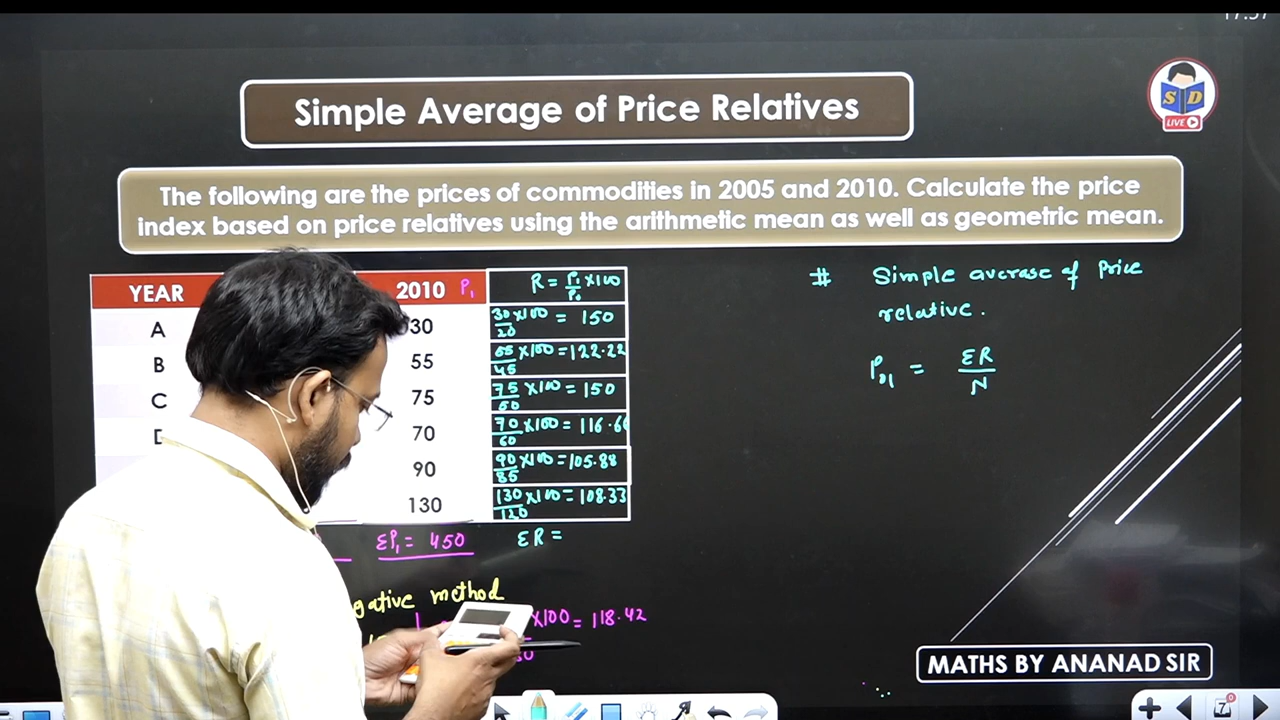 Simple Average of Price Relatives
S D
LIVE
The following are the prices of commodities in 2005 and 2010. Calculate the price
index based on price relatives using the arithmetic mean as well as geometric mean.
YEAR 2010 P₁ R = P₁/P₀ ×100
A 30 30/20 ×100 = 150
B 55 55/45 ×100 = 122.22
C 75 75/50 ×100 = 150
D 70 70/60 ×100 = 116.66
90 90/85 ×100 = 105.88
130 130/120 ×100 = 108.33
ΣP₁ = 450 ΣR =
gative method
×100 = 118.42
# Simple average of Price
relative.
P₀₁ = ΣR/N
MATHS BY ANANAD SIR
7